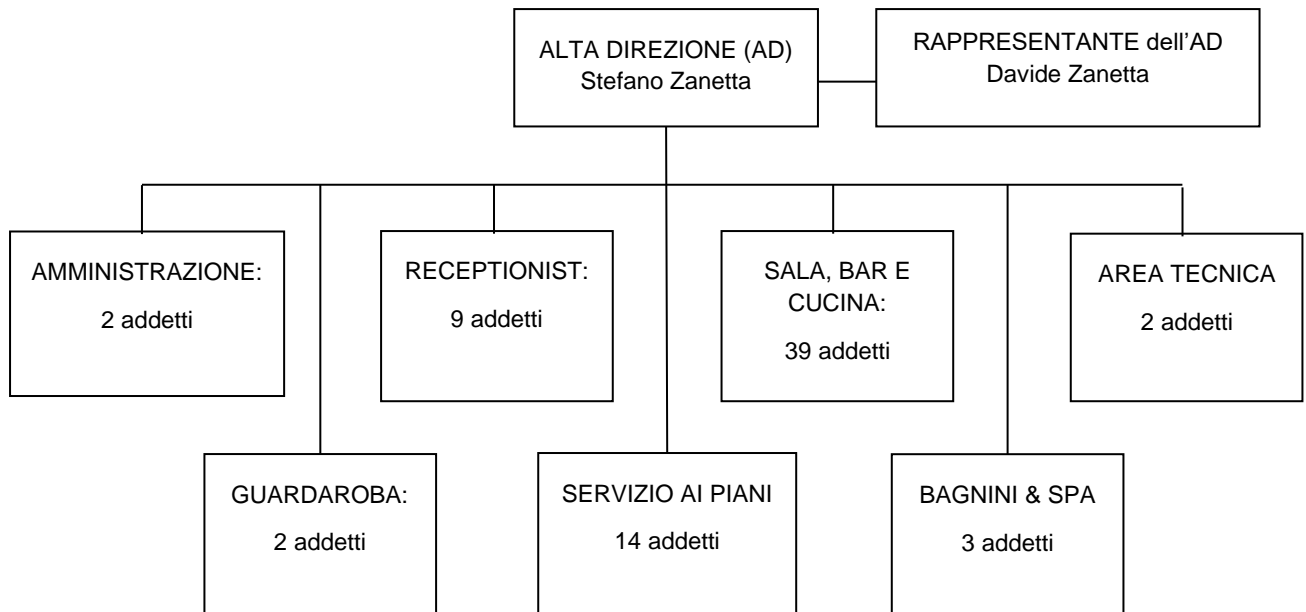 ALTA DIREZIONE (AD)
Stefano Zanetta
RAPPRESENTANTE dell'AD
Davide Zanetta
AMMINISTRAZIONE:
2 addetti
RECEPTIONIST:
9 addetti
SALA, BAR E
CUCINA:
39 addetti
AREA TECNICA
2 addetti
GUARDAROBA:
2 addetti
SERVIZIO AI PIANI
14 addetti
BAGNINI & SPA
3 addetti